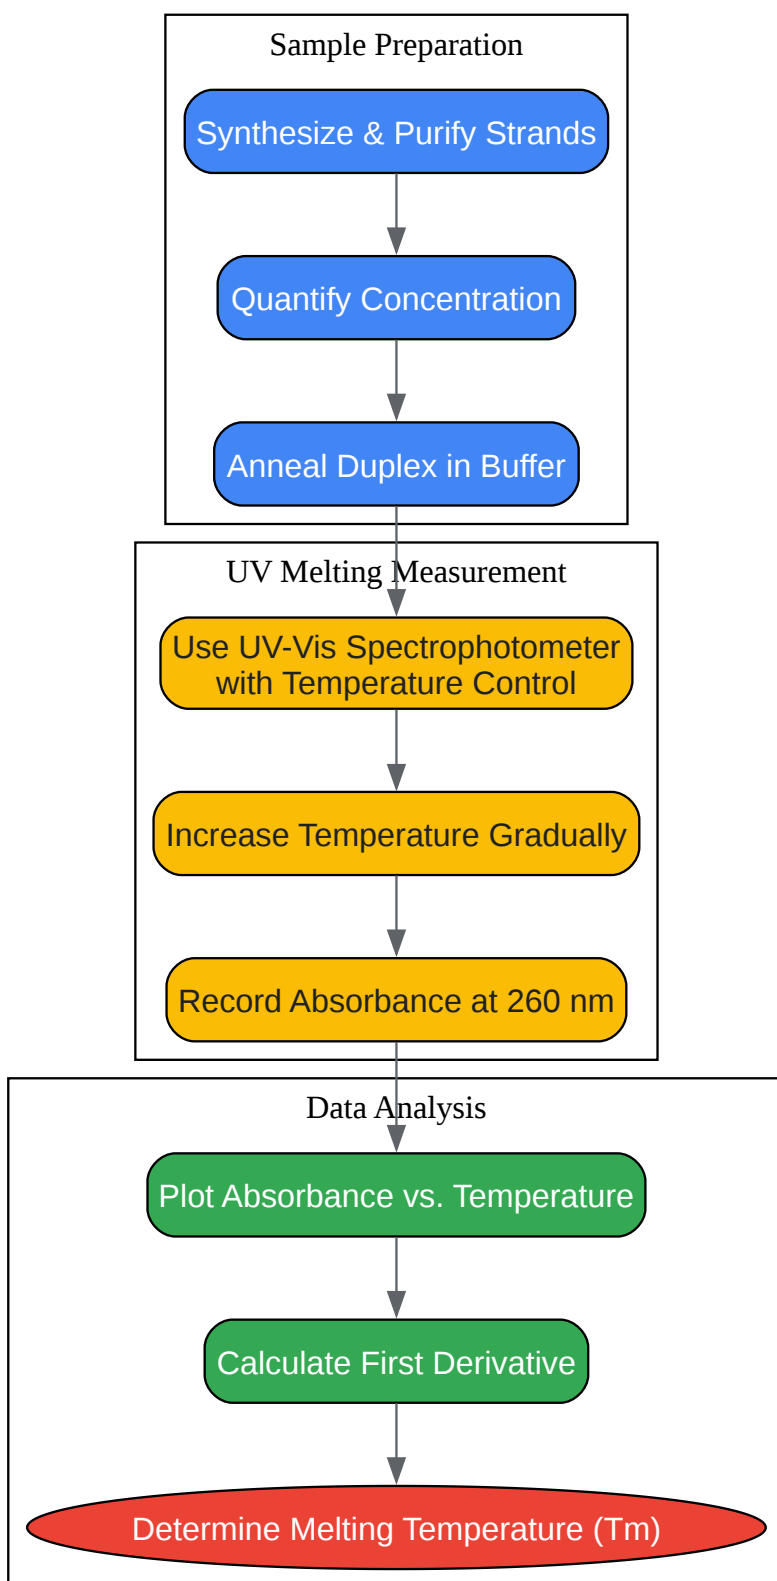 Sample Preparation
Synthesize & Purify Strands
Quantify Concentration
Anneal Duplex in Buffer
UV Melting Measurement
Use UV-Vis Spectrophotometer
with Temperature Control
Increase Temperature Gradually
Record Absorbance at 260 nm
Data Analysis
Plot Absorbance vs. Temperature
Calculate First Derivative
Determine Melting Temperature (Tm)